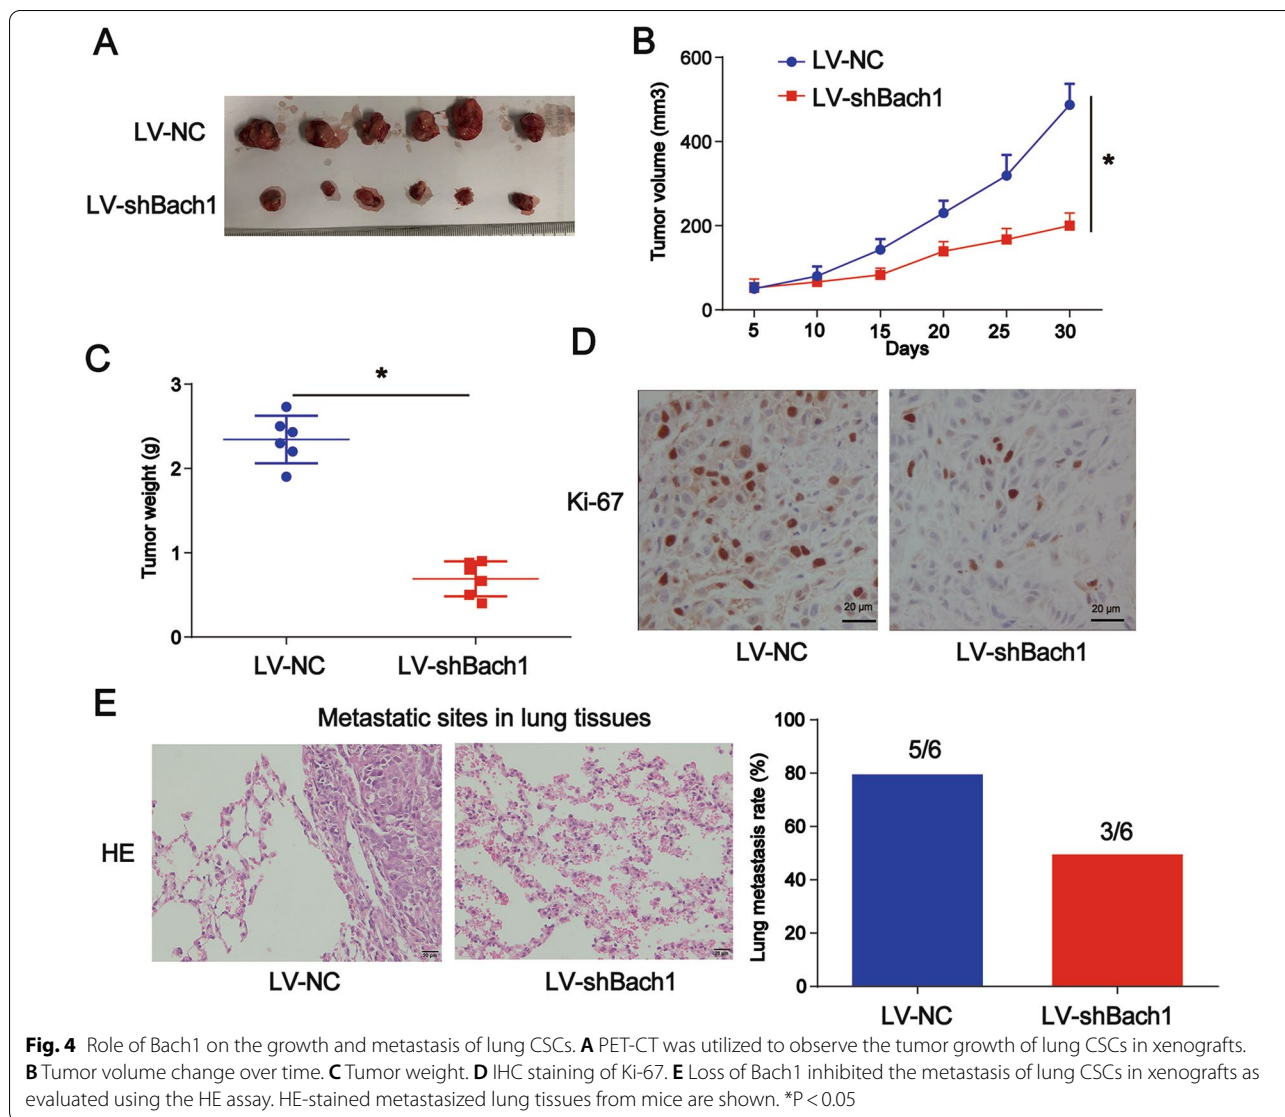 A
LV-NC
LV-shBach1
B
LV-NC
LV-shBach1
Tumor volume (mm3)
600
400
200
0
5 10 15 20 25 30
Days
*
C
Tumor weight (g)
3
2
1
0
*
LV-NC LV-shBach1
D
Ki-67
20 µm
20 µm
LV-NC LV-shBach1
E
Metastatic sites in lung tissues
HE
20 µm
20 µm
LV-NC LV-shBach1
Lung metastasis rate (%)
100
80
60
40
20
0
5/6
3/6
LV-NC LV-shBach1
Fig. 4 Role of Bach1 on the growth and metastasis of lung CSCs. A PET-CT was utilized to observe the tumor growth of lung CSCs in xenografts.
B Tumor volume change over time. C Tumor weight. D IHC staining of Ki-67. E Loss of Bach1 inhibited the metastasis of lung CSCs in xenografts as
evaluated using the HE assay. HE-stained metastasized lung tissues from mice are shown. *P < 0.05